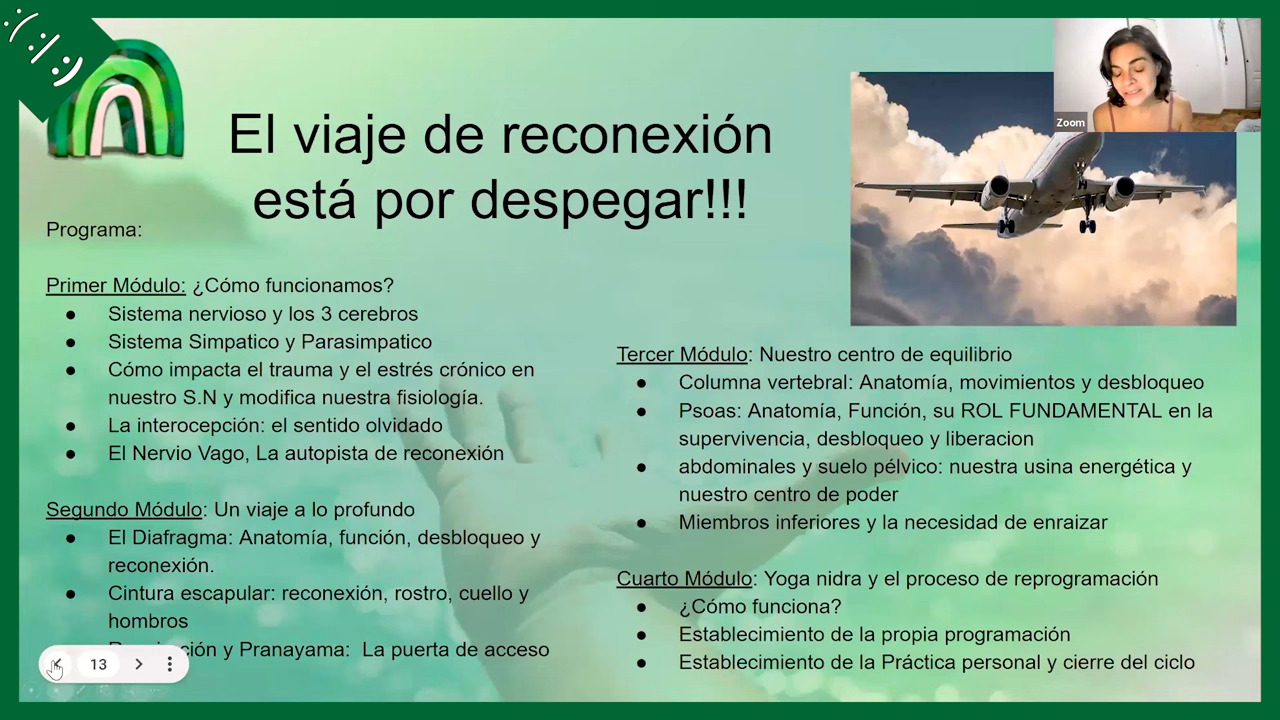 El viaje de reconexión
está por despegar!!!
Zoom
Programa:
Primer Módulo: ¿Cómo funcionamos?
● Sistema nervioso y los 3 cerebros
● Sistema Simpatico y Parasimpatico
● Cómo impacta el trauma y el estrés crónico en
nuestro S.N y modifica nuestra fisiología.
● La interocepción: el sentido olvidado
● El Nervio Vago, La autopista de reconexión
Segundo Módulo: Un viaje a lo profundo
● El Diafragma: Anatomía, función, desbloqueo y
reconexión.
● Cintura escapular: reconexión, rostro, cuello y
hombros
y Pranayama: La puerta de acceso
13
Tercer Módulo: Nuestro centro de equilibrio
● Columna vertebral: Anatomía, movimientos y desbloqueo
● Psoas: Anatomía, Función, su ROL FUNDAMENTAL en la
supervivencia, desbloqueo y liberacion
● abdominales y suelo pélvico: nuestra usina energética y
nuestro centro de poder
● Miembros inferiores y la necesidad de enraizar
Cuarto Módulo: Yoga nidra y el proceso de reprogramación
● ¿Cómo funciona?
● Establecimiento de la propia programación
● Establecimiento de la Práctica personal y cierre del ciclo